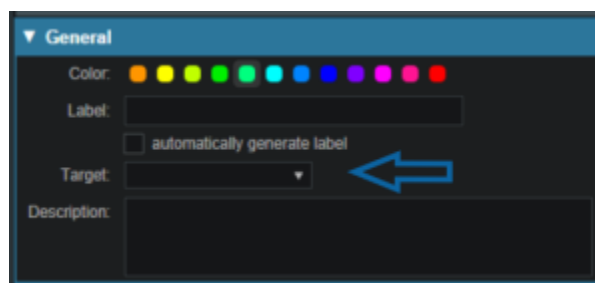 General
Color:
Label:
automatically generate label
Target:
Description: